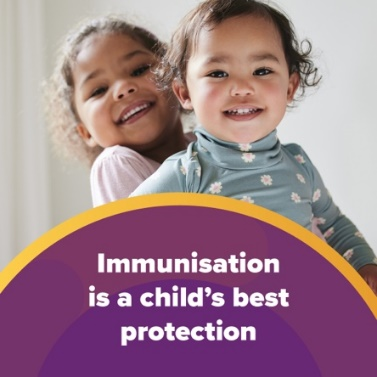 Immunisation
is a child’s best
protection